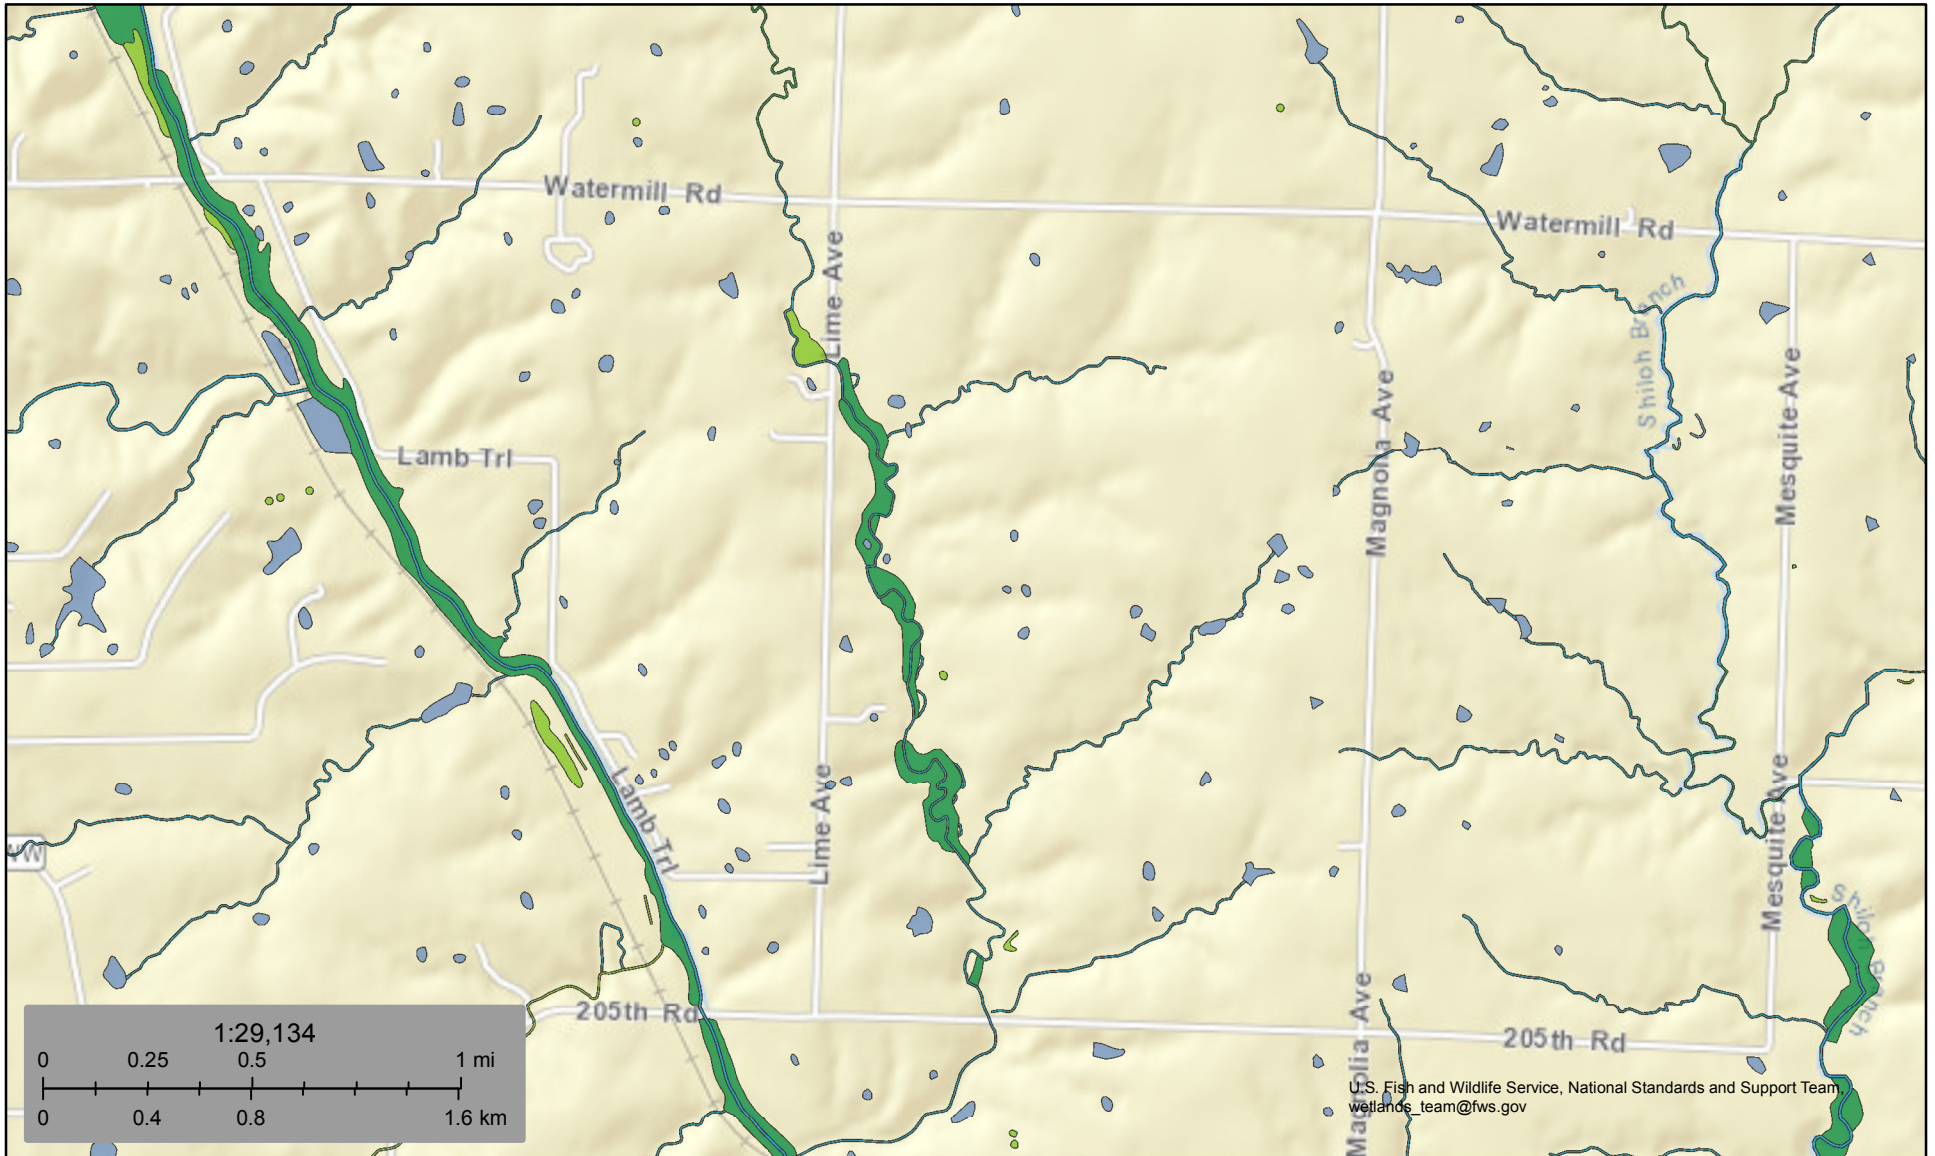 Watermill Rd
Watermill Rd
Lime Ave
Shiloh Branch
Magnolia Ave
Mesquite Ave
Lamb Trl
Lamb Trl
Lime Ave
Mesquite Ave
Shiloh Branch
Magnolia Ave
205th Rd
205th Rd
1:29,134
0 0.25 0.5 1 mi
0 0.4 0.8 1.6 km
U.S. Fish and Wildlife Service, National Standards and Support Team,
wetlands_team@fws.gov